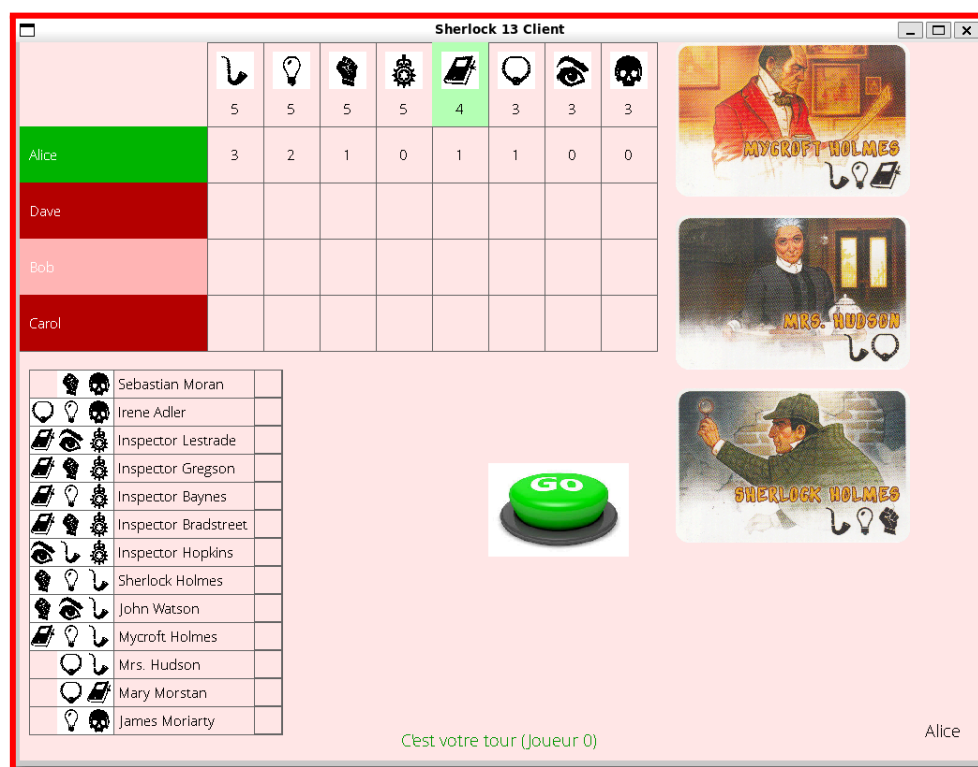 Sherlock 13 Client
5 5 5 5 4 3 3 3
Alice 3 2 1 0 1 1 0 0
Dave
Bob
Carol
MYCROFT HOLMES
MRS. HUDSON
SHERLOCK HOLMES
Sebastian Moran
Irene Adler
Inspector Lestrade
Inspector Gregson
Inspector Baynes
Inspector Bradstreet
Inspector Hopkins
Sherlock Holmes
John Watson
Mycroft Holmes
Mrs. Hudson
Mary Morstan
James Moriarty
GO
C'est votre tour (Joueur 0)
Alice